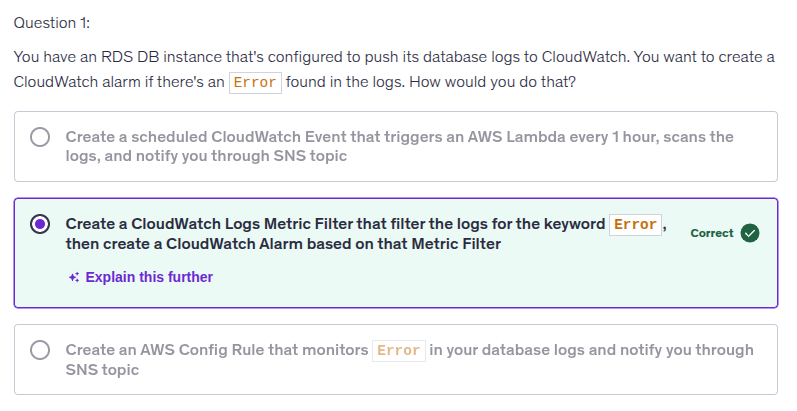 Question 1:
You have an RDS DB instance that's configured to push its database logs to CloudWatch. You want to create a
CloudWatch alarm if there's an Error found in the logs. How would you do that?
Create a scheduled CloudWatch Event that triggers an AWS Lambda every 1 hour, scans the
logs, and notify you through SNS topic
Create a CloudWatch Logs Metric Filter that filter the logs for the keyword Error,
then create a CloudWatch Alarm based on that Metric Filter
Correct
Explain this further
Create an AWS Config Rule that monitors Error in your database logs and notify you through
SNS topic